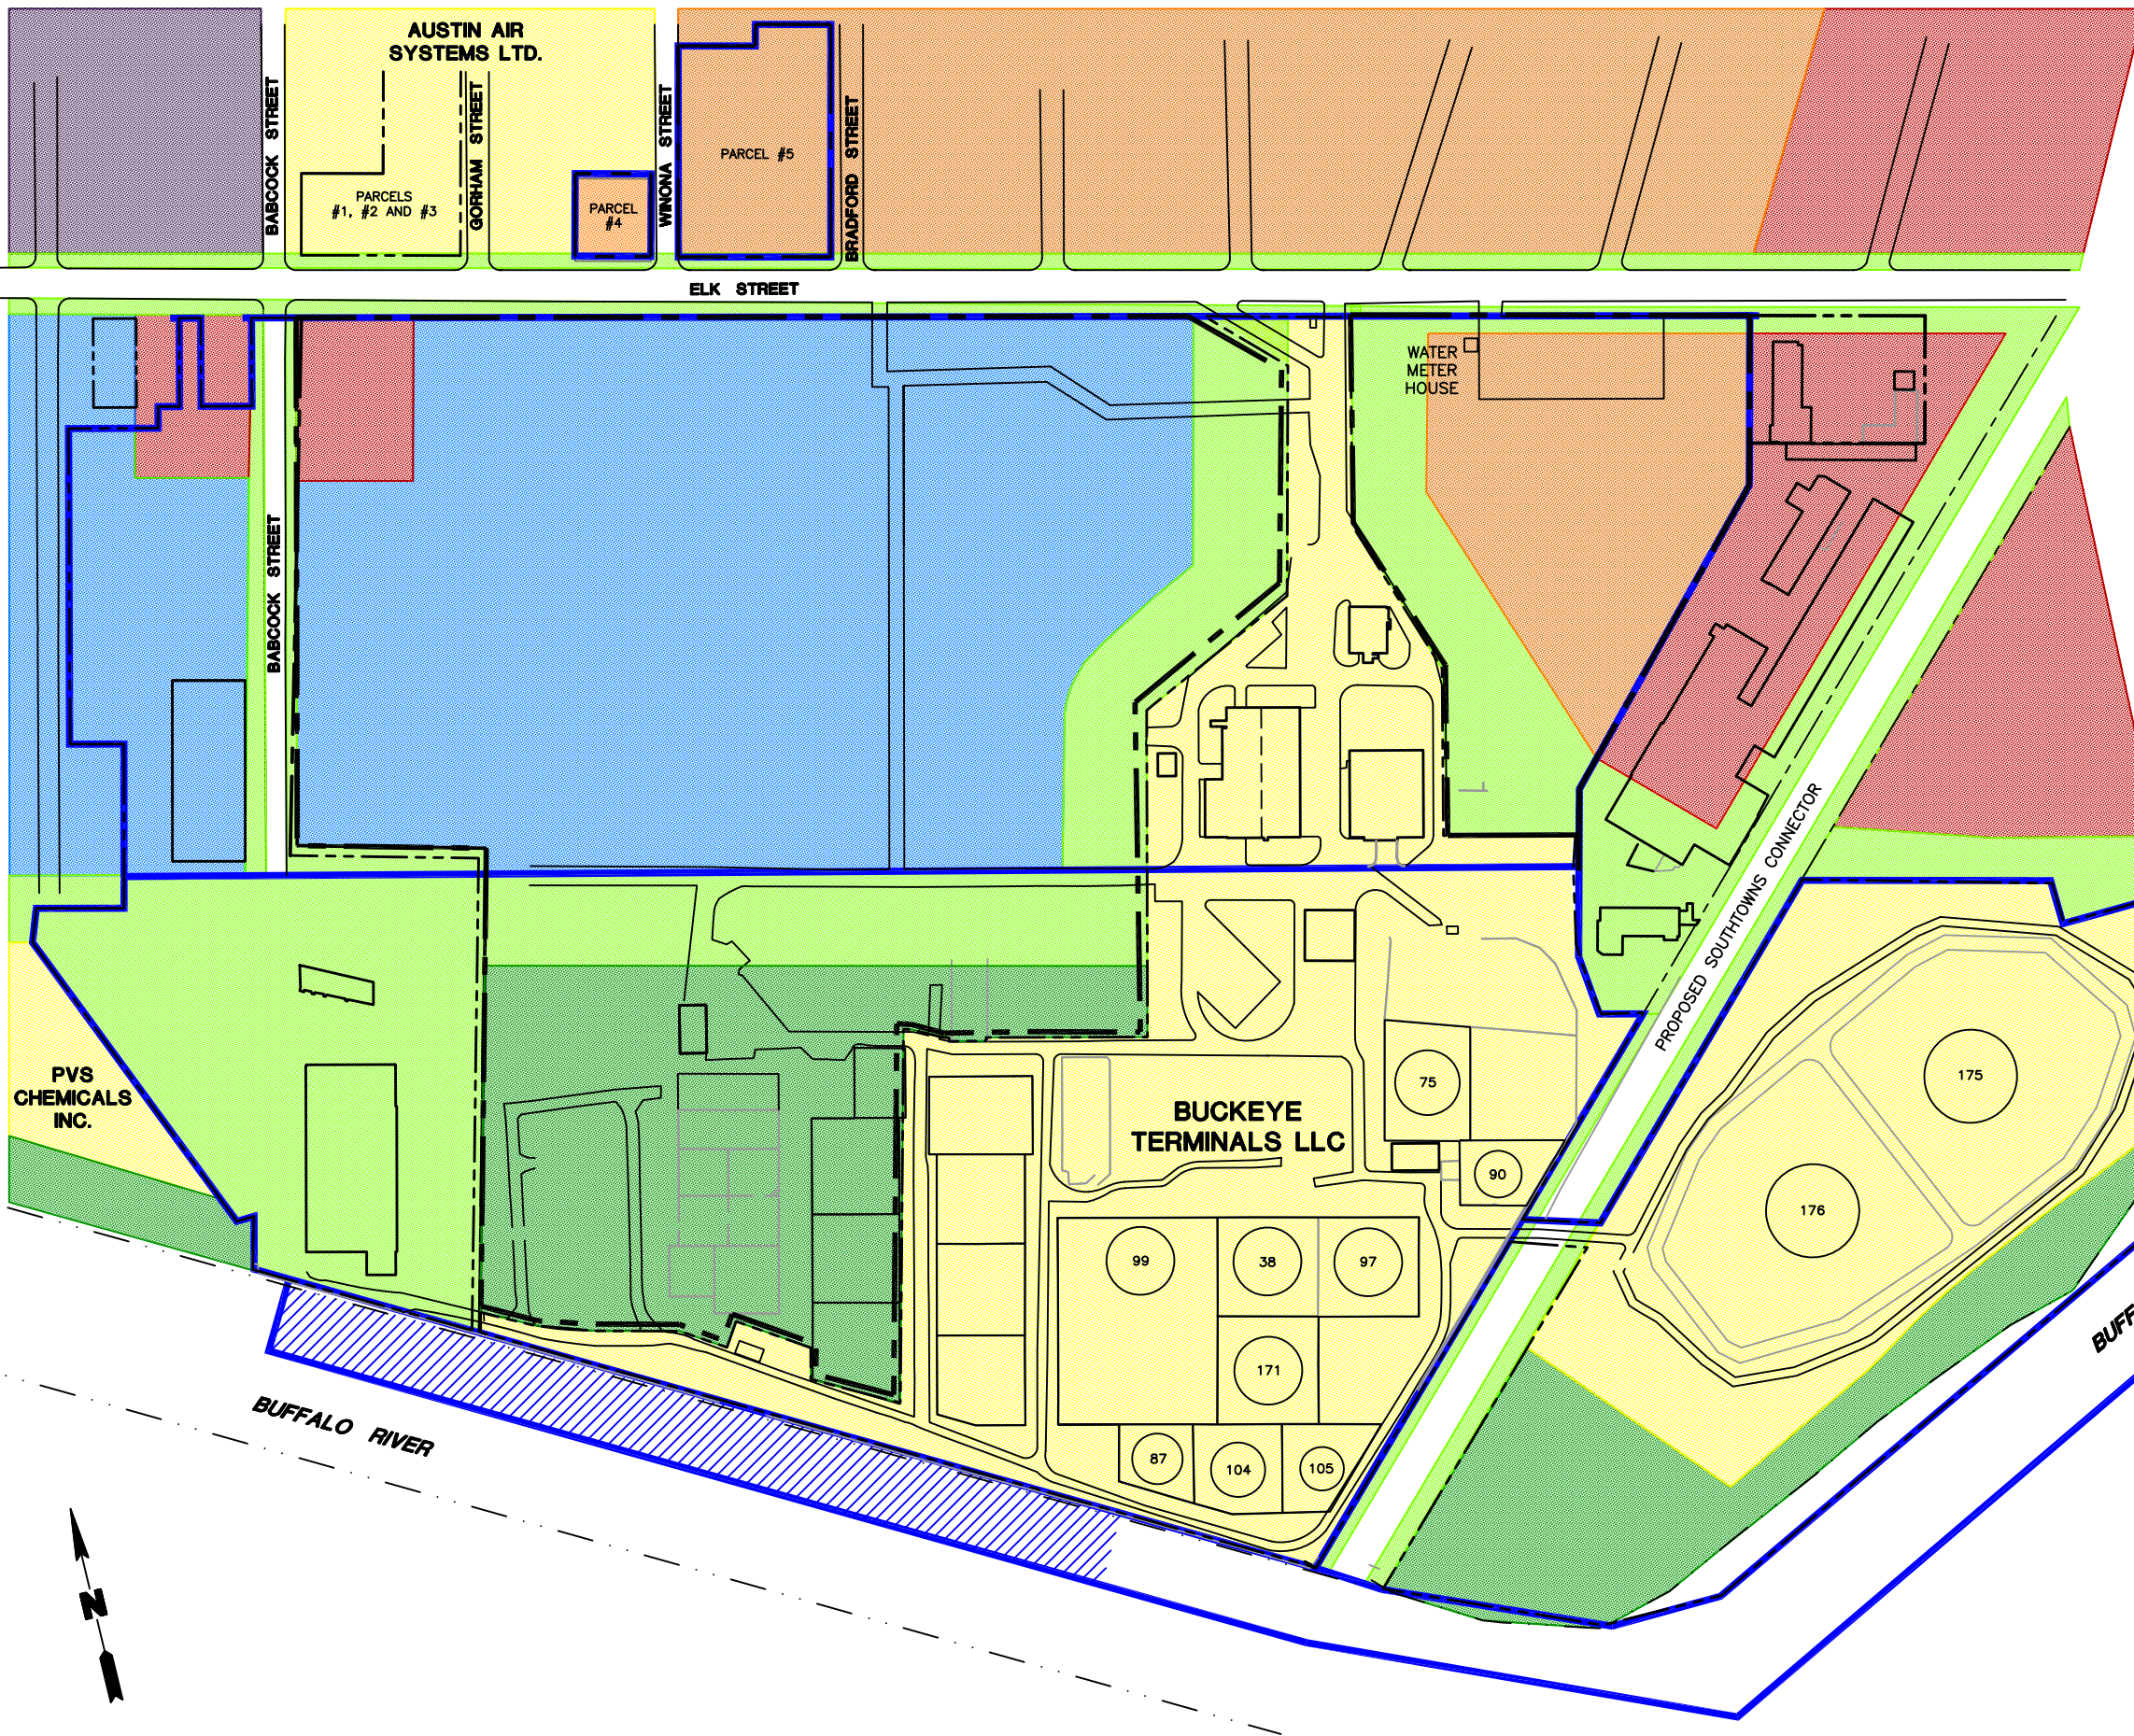 AUSTIN AIR
SYSTEMS LTD.
BABCOCK STREET
GORHAM STREET
WINONA STREET
BRADFORD STREET
PARCEL #5
PARCELS
#1, #2 AND #3
PARCEL
#4
ELK STREET
WATER
METER
HOUSE
BABCOCK STREET
PROPOSED SOUTHTOWNS CONNECTOR
PVS
CHEMICALS
INC.
BUCKEYE
TERMINALS LLC
75
90
175
176
99
38
97
171
87
104
105
BUFFALO RIVER
BUFF
N